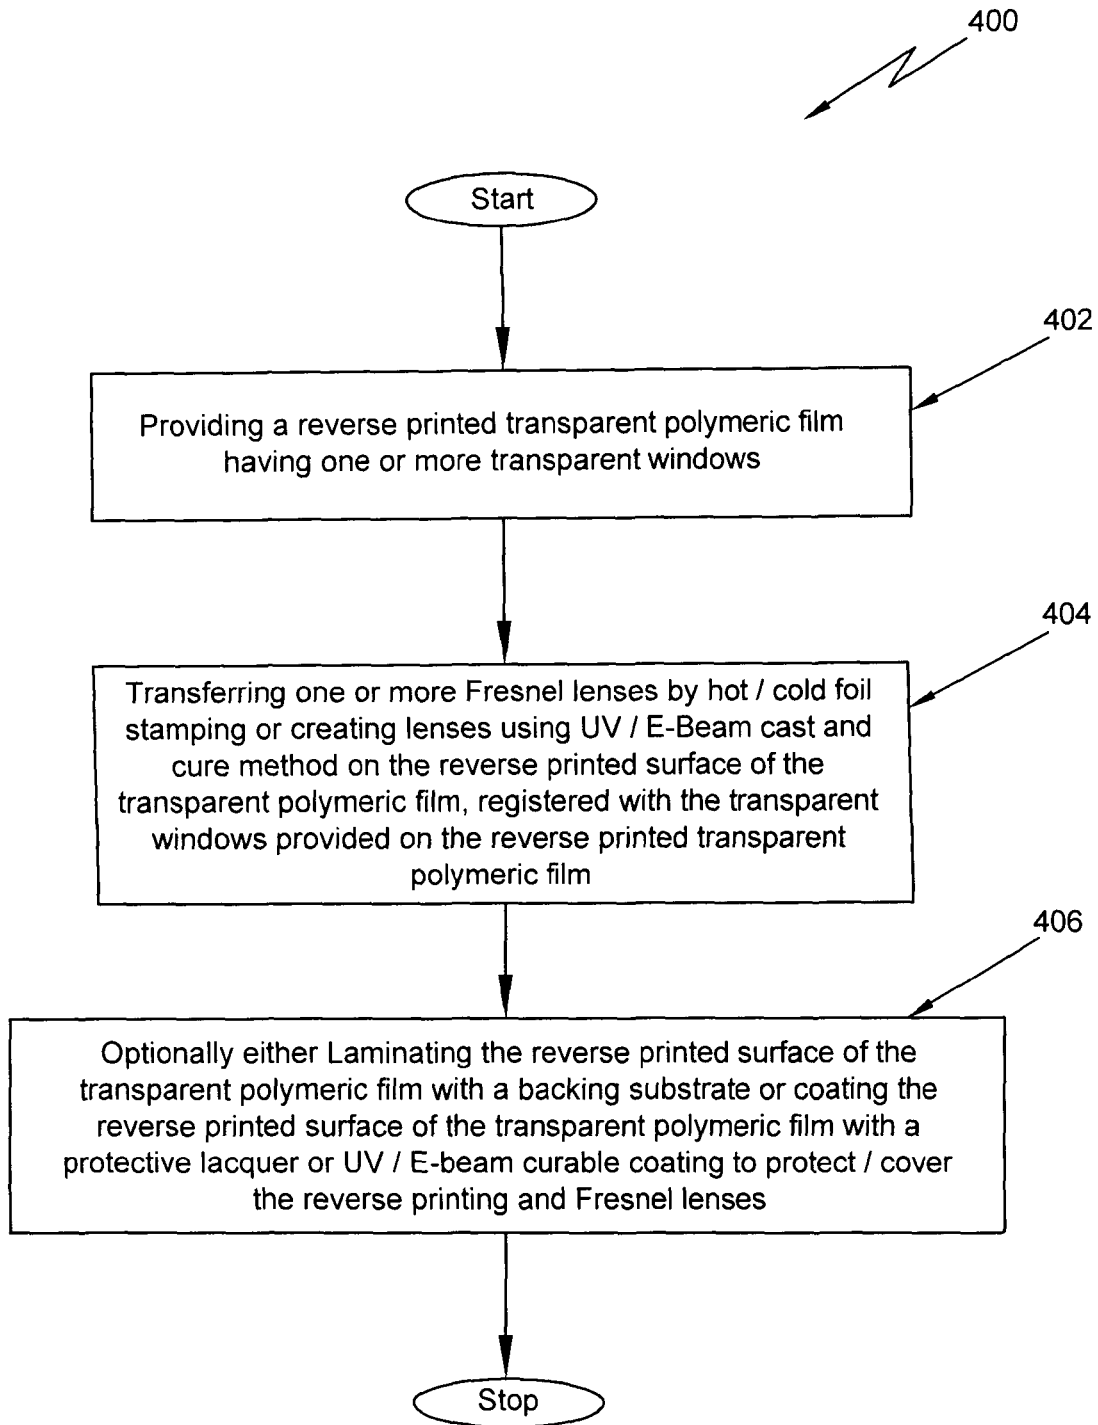 400
Start
402
Providing a reverse printed transparent polymeric film
having one or more transparent windows
404
Transferring one or more Fresnel lenses by hot / cold foil
stamping or creating lenses using UV / E-Beam cast and
cure method on the reverse printed surface of the
transparent polymeric film, registered with the transparent
windows provided on the reverse printed transparent
polymeric film
406
Optionally either Laminating the reverse printed surface of the
transparent polymeric film with a backing substrate or coating the
reverse printed surface of the transparent polymeric film with a
protective lacquer or UV / E-beam curable coating to protect / cover
the reverse printing and Fresnel lenses
Stop